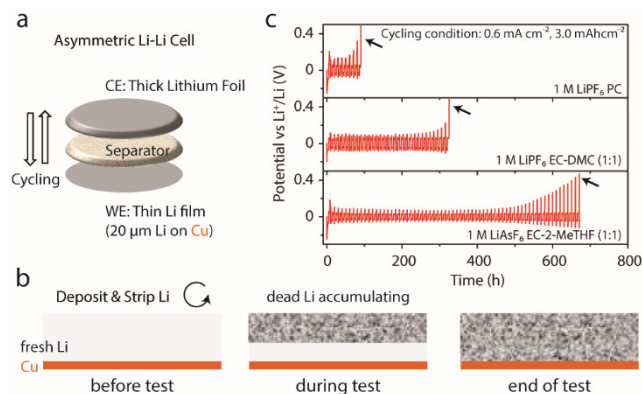 a
Asymmetric Li-Li Cell
CE: Thick Lithium Foil
Separator
Cycling
WE: Thin Li film
(20 μm Li on Cu)
c
Potential vs Li⁺/Li (V)
0.4
0
0.4
0
0.4
0
Cycling condition: 0.6 mA cm⁻², 3.0 mAhcm⁻²
1 M LiPF₆ PC
1 M LiPF₆ EC-DMC (1:1)
1 M LiAsF₆ EC-2-MeTHF (1:1)
0 200 400 600 800
Time (h)
b
Deposit & Strip Li
fresh Li
Cu
before test
dead Li accumulating
during test
end of test